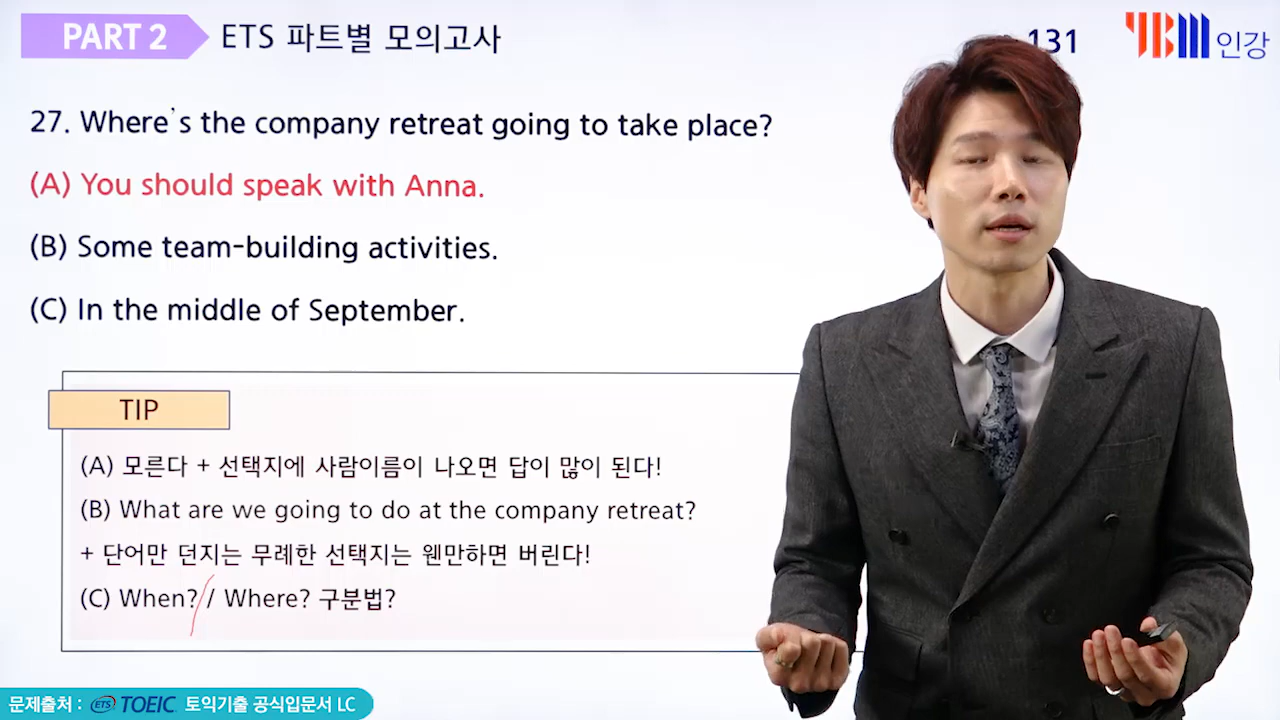 PART 2 ETS 파트별 모의고사 131 YBM 인강
27. Where's the company retreat going to take place?
(A) You should speak with Anna.
(B) Some team-building activities.
(C) In the middle of September.
TIP
(A) 모른다 + 선택지에 사람이름이 나오면 답이 많이 된다!
(B) What are we going to do at the company retreat?
+ 단어만 던지는 무례한 선택지는 웬만하면 버린다!
(C) When? / Where? 구분법?
문제출처 : ETS TOEIC 토익기출 공식입문서 LC